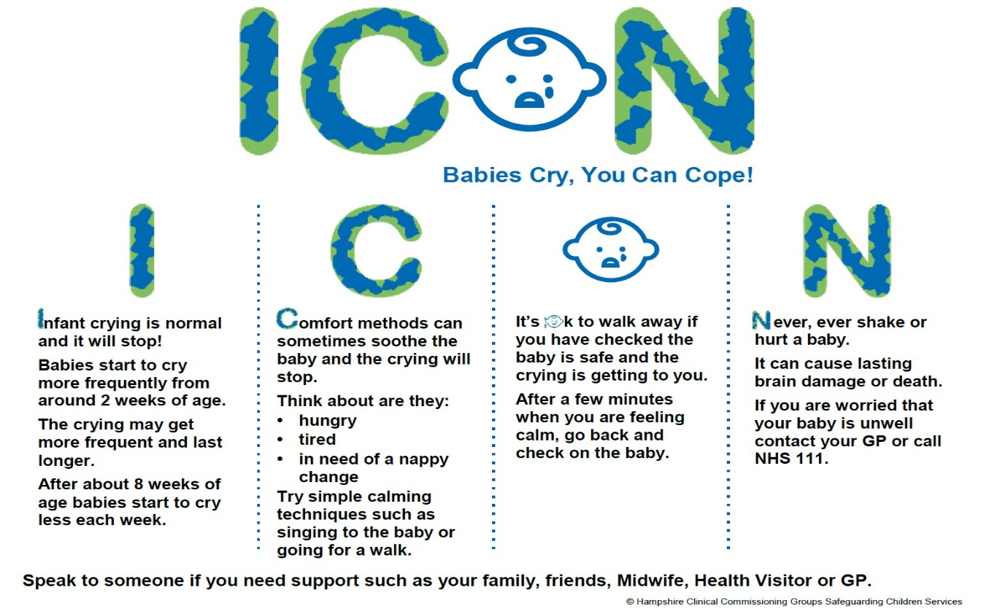 ICON
Babies Cry, You Can Cope!
I
Infant crying is normal
and it will stop!
Babies start to cry
more frequently from
around 2 weeks of age.
The crying may get
more frequent and last
longer.
After about 8 weeks of
age babies start to cry
less each week.
C
Comfort methods can
sometimes soothe the
baby and the crying will
stop.
Think about are they:
• hungry
• tired
• in need of a nappy
change
Try simple calming
techniques such as
singing to the baby or
going for a walk.
It's ok to walk away if
you have checked the
baby is safe and the
crying is getting to you.
After a few minutes
when you are feeling
calm, go back and
check on the baby.
N
Never, ever shake or
hurt a baby.
It can cause lasting
brain damage or death.
If you are worried that
your baby is unwell
contact your GP or call
NHS 111.
Speak to someone if you need support such as your family, friends, Midwife, Health Visitor or GP.
© Hampshire Clinical Commissioning Groups Safeguarding Children Services